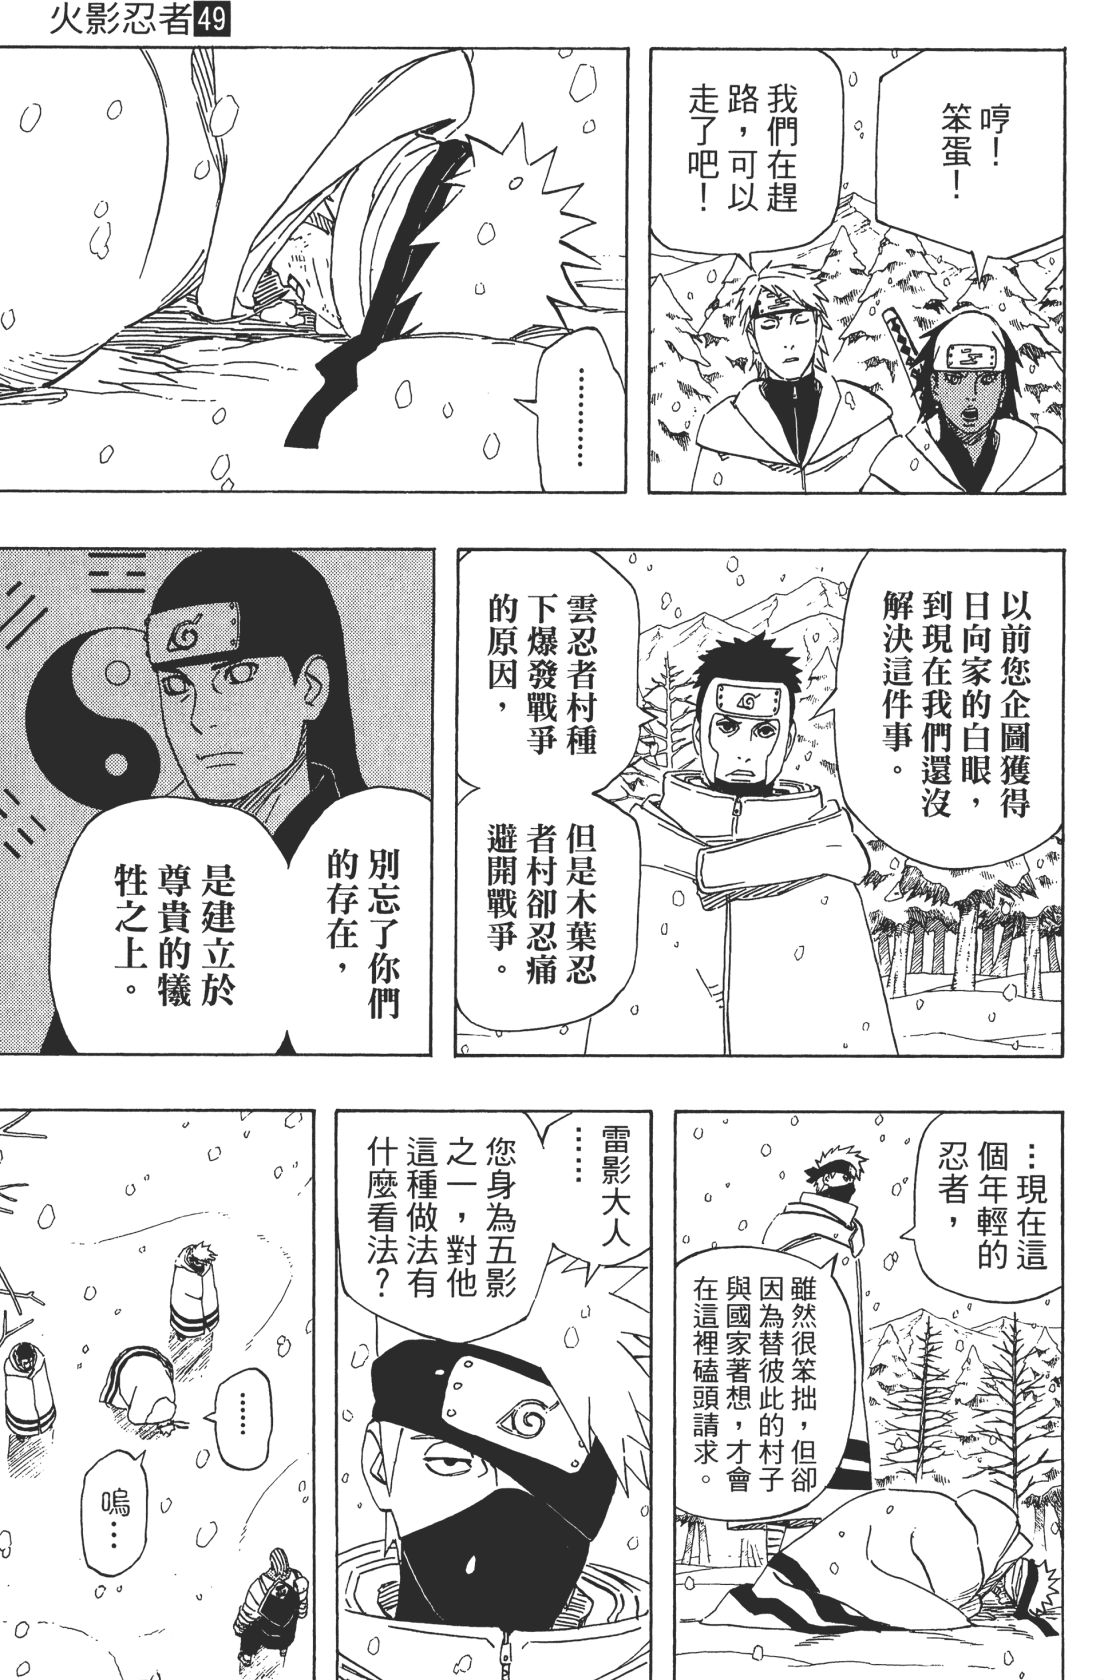 火影忍者49
哼！
笨蛋！
我們在趕
路，可以
走了吧！
………
以前您企圖獲得
日向家的白眼，
到現在我們還沒
解決這件事。
雲忍者村種
下爆發戰爭
的原因，
但是木葉忍
者村卻忍痛
避開戰爭。
別忘了你們
的存在，
是建立於
尊貴的犧
牲之上。
…現在這
個年輕的
忍者，
雖然很笨拙，但卻
因為替彼此的村子
與國家著想，才會
在這裡磕頭請求。
雷影大人
……
您身為五影
之一，對他
這種做法有
什麼看法？
……
嗚…